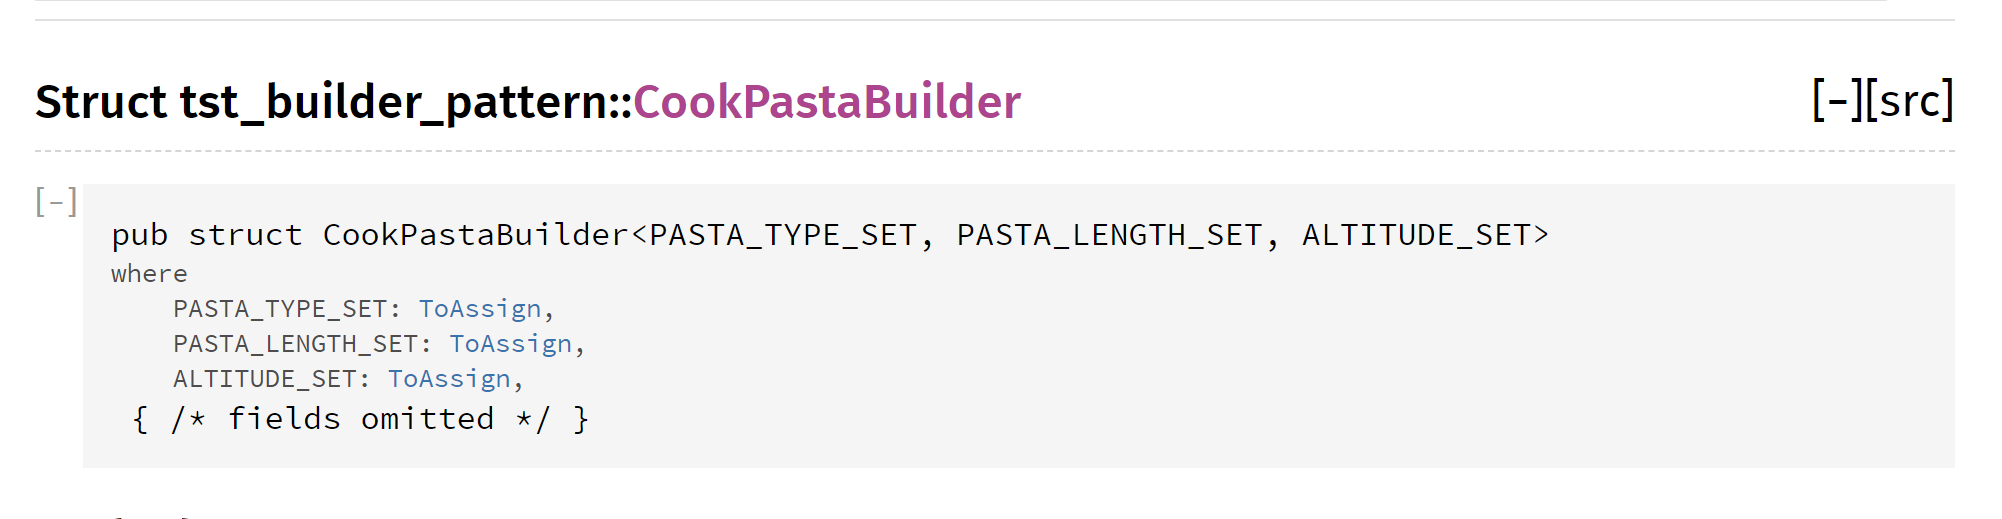 Struct tst_builder_pattern::CookPastaBuilder [-][src]
[-]
pub struct CookPastaBuilder<PASTA_TYPE_SET, PASTA_LENGTH_SET, ALTITUDE_SET>
where
    PASTA_TYPE_SET: ToAssign,
    PASTA_LENGTH_SET: ToAssign,
    ALTITUDE_SET: ToAssign,
 { /* fields omitted */ }